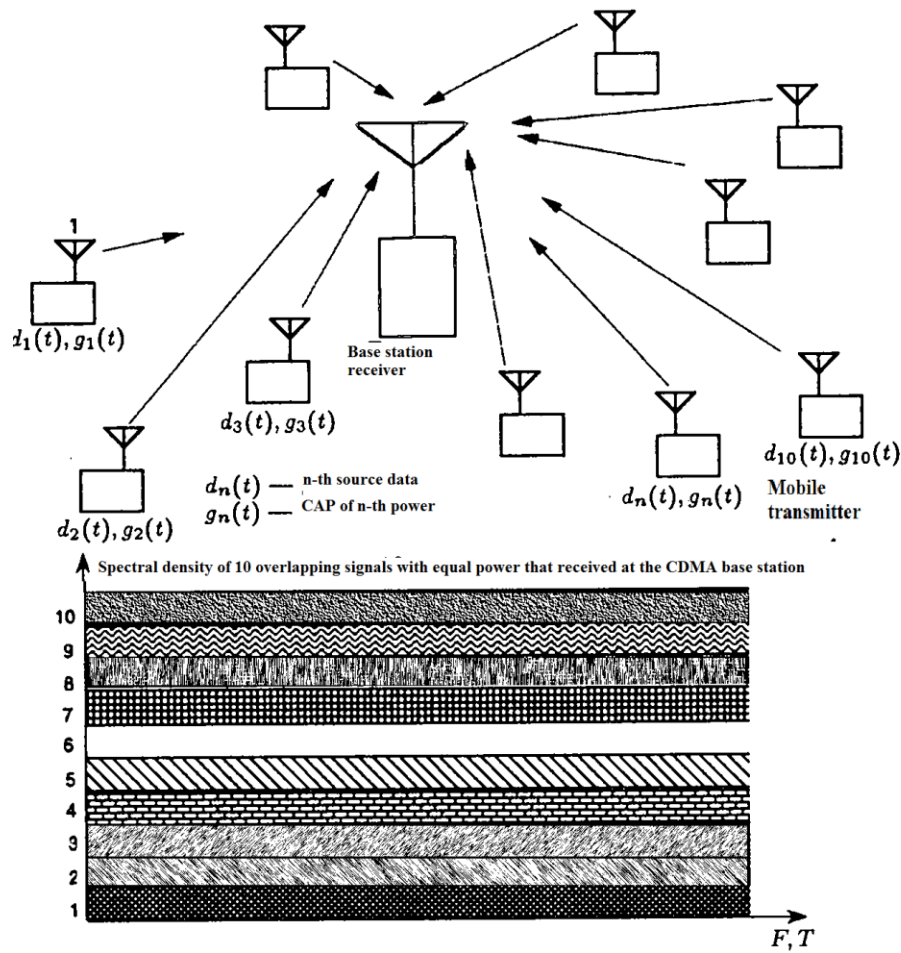 1
d₁(t), g₁(t)
Base station
receiver
d₃(t), g₃(t)
d₂(t), g₂(t)
dₙ(t) — n-th source data
gₙ(t) — CAP of n-th power
dₙ(t), gₙ(t)
d₁₀(t), g₁₀(t)
Mobile
transmitter
Spectral density of 10 overlapping signals with equal power that received at the CDMA base station
10
9
8
7
6
5
4
3
2
1
F, T